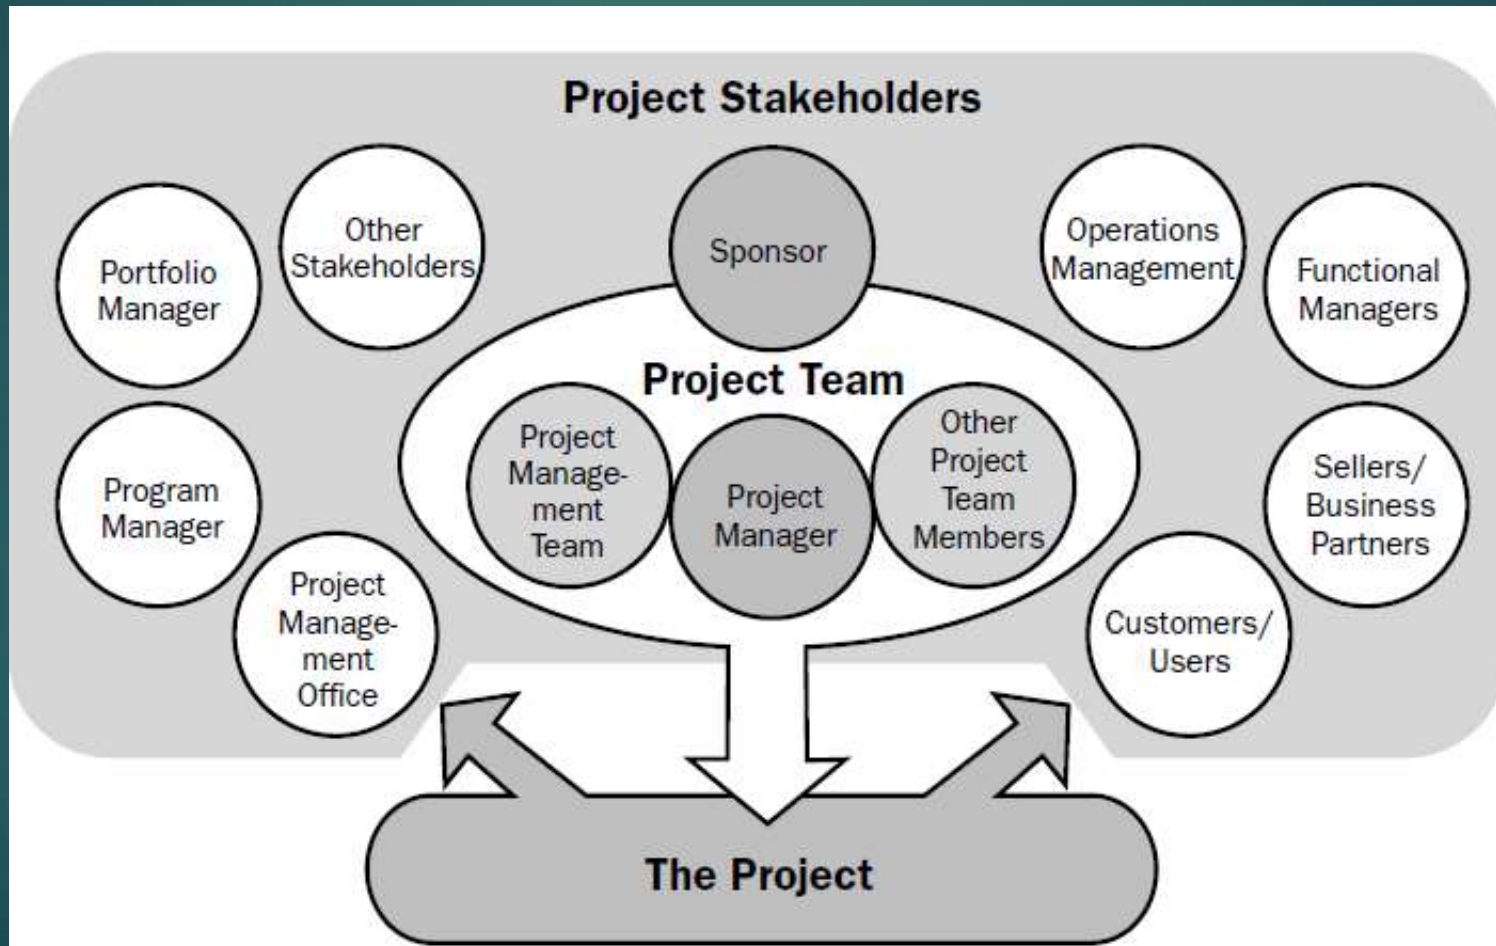 Project Stakeholders
Portfolio
Manager
Other
Stakeholders
Sponsor
Operations
Management
Functional
Managers
Program
Manager
Project
Manage-
ment
Office
Project Team
Project
Manage-
ment
Team
Project
Manager
Other
Project
Team
Members
Sellers/
Business
Partners
Customers/
Users
The Project